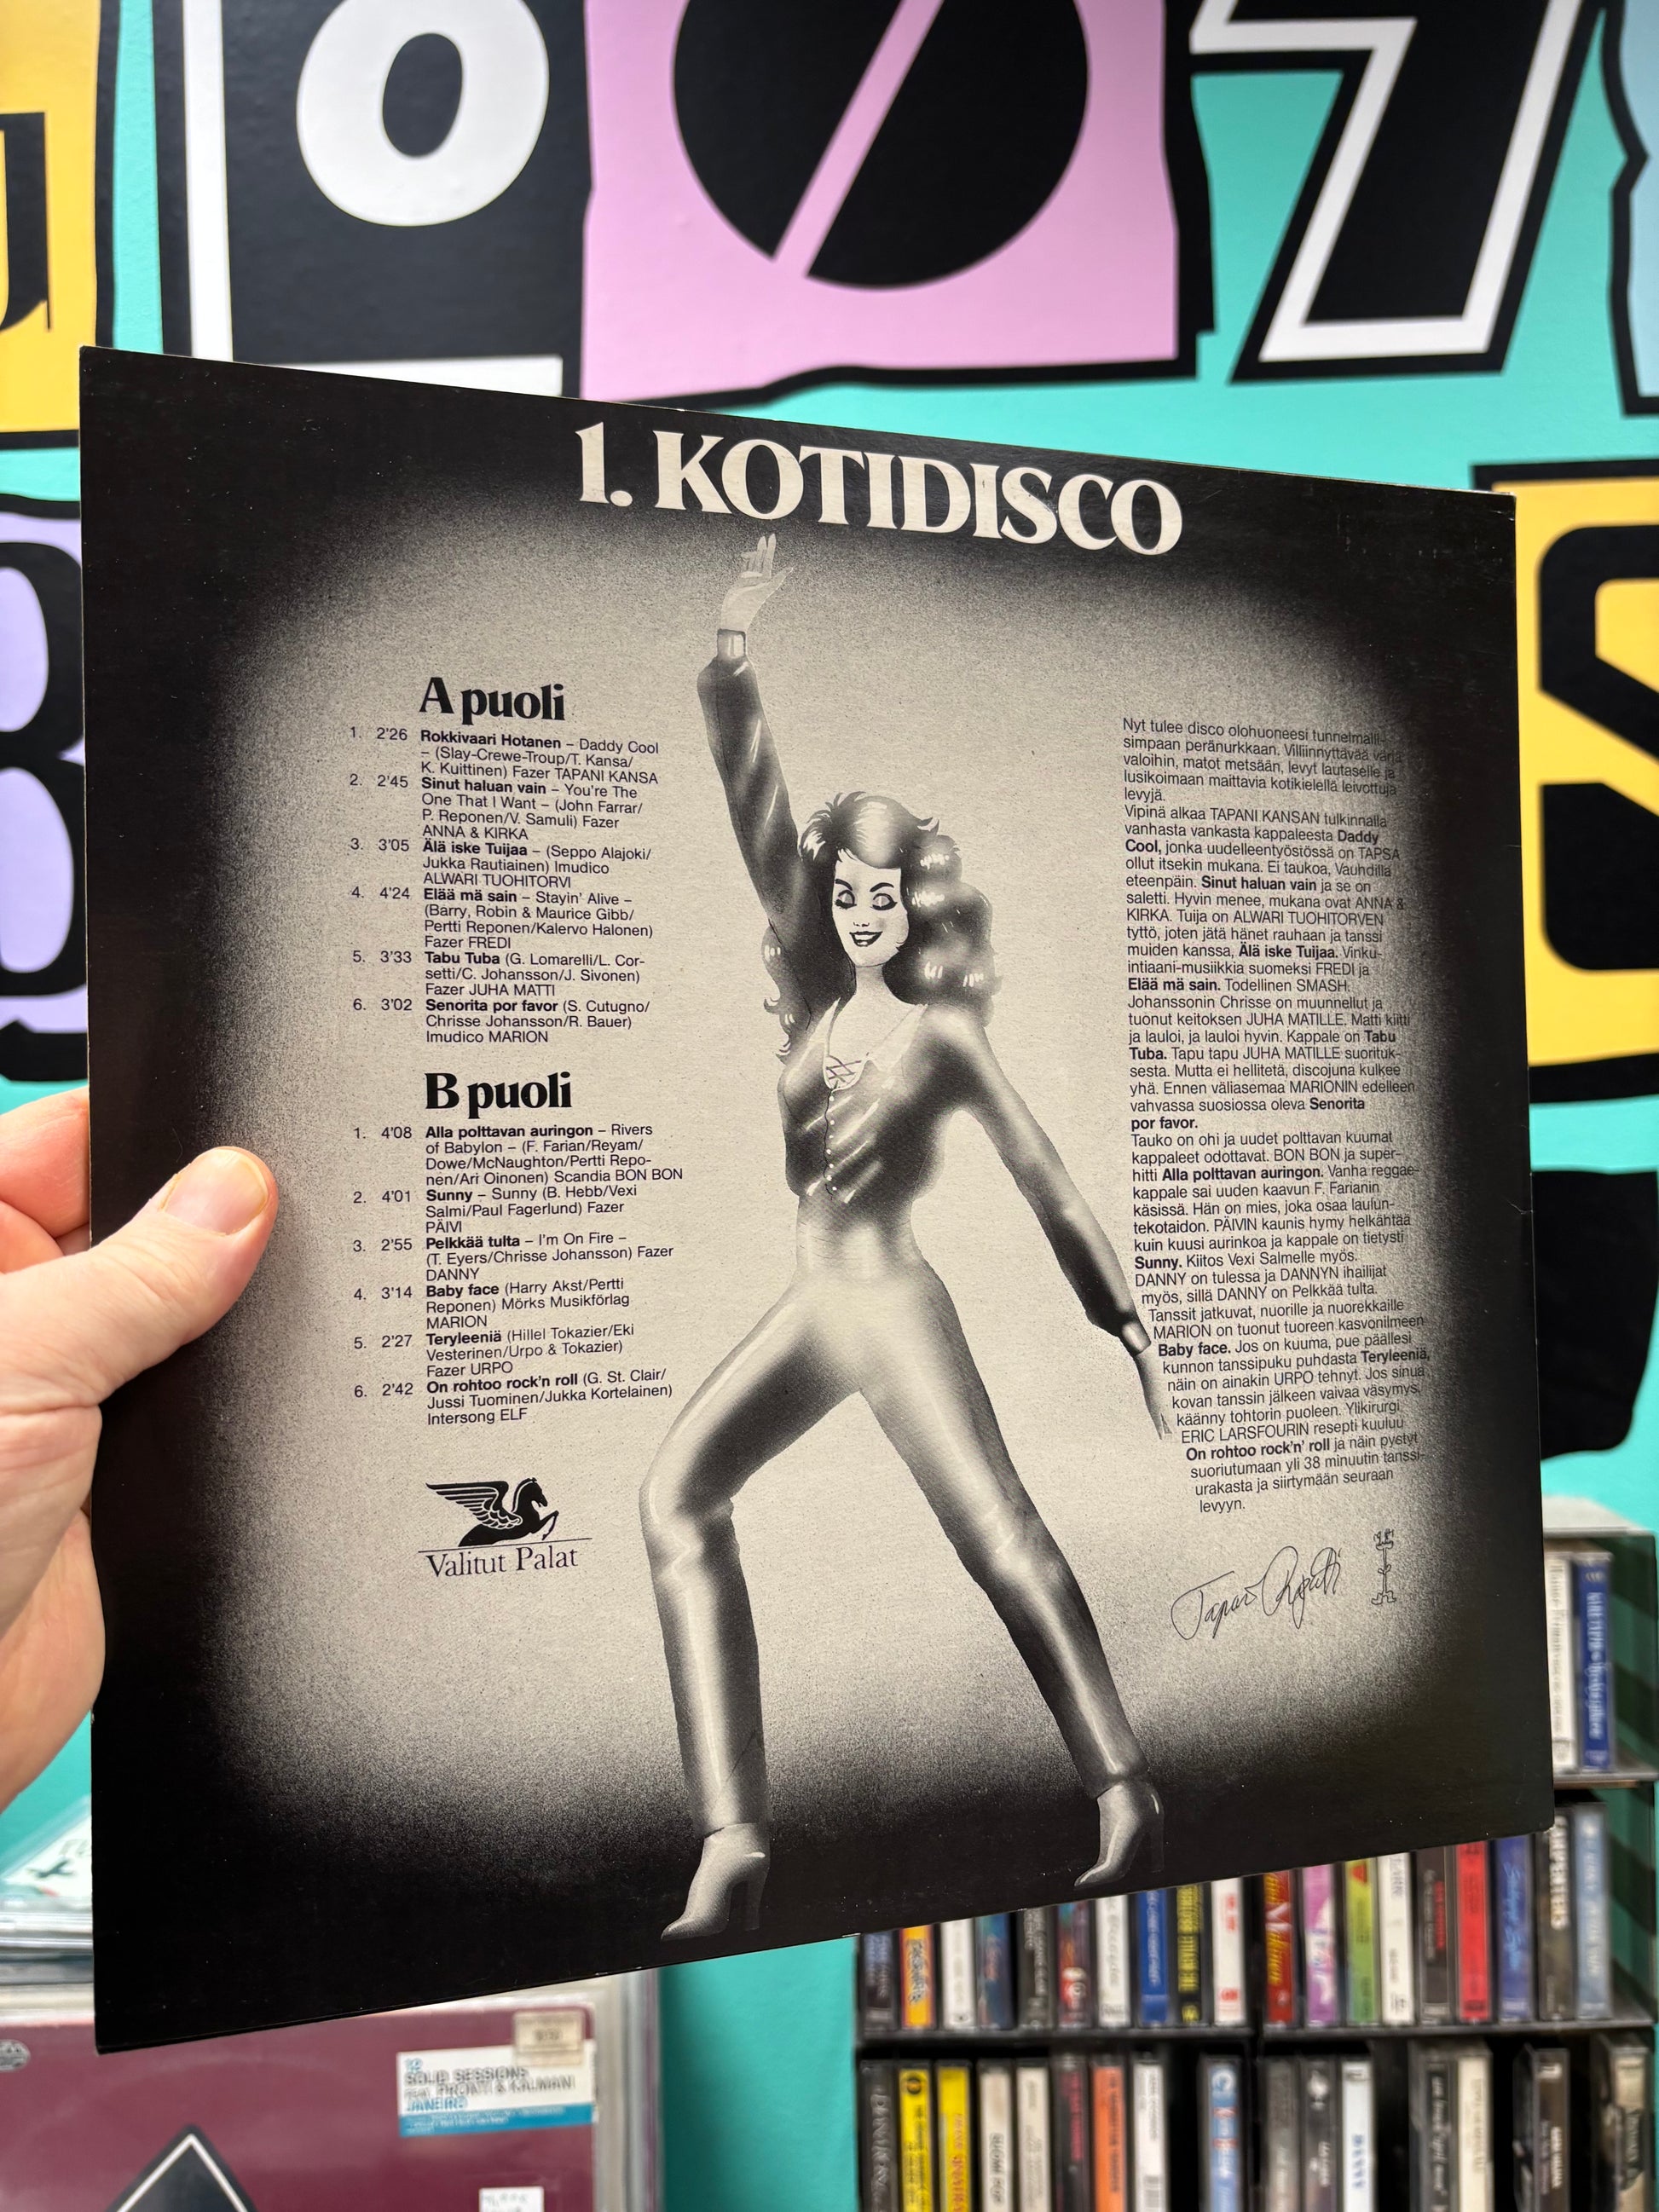 1. KOTIDISCO
A puoli
1. 2'26 Rokkivaari Hotanen – Daddy Cool
– (Slay-Crewe-Troup/T. Kansa/
K. Kuittinen) Fazer TAPANI KANSA
2. 2'45 Sinut haluan vain – You're The
One That I Want – (John Farrar/
P. Reponen/V. Samuli) Fazer
ANNA & KIRKA
3. 3'05 Älä iske Tuijaa – (Seppo Alajoki/
Jukka Rautiainen) Imudico
ALWARI TUOHITORVI
4. 4'24 Elää mä sain – Stayin' Alive –
(Barry, Robin & Maurice Gibb/
Pertti Reponen/Kalervo Halonen)
Fazer FREDI
5. 3'33 Tabu Tuba (G. Lomarelli/L. Cor-
setti/C. Johansson/J. Sivonen)
Fazer JUHA MATTI
6. 3'02 Senorita por favor (S. Cutugno/
Chrisse Johansson/R. Bauer)
Imudico MARION
B puoli
1. 4'08 Alla polttavan auringon – Rivers
of Babylon – (F. Farian/Reyam/
Dowe/McNaughton/Pertti Repo-
nen/Ari Oinonen) Scandia BON BON
2. 4'01 Sunny – Sunny (B. Hebb/Vexi
Salmi/Paul Fagerlund) Fazer
PÄIVI
3. 2'55 Pelkkää tulta – I'm On Fire –
(T. Eyers/Chrisse Johansson) Fazer
DANNY
4. 3'14 Baby face (Harry Akst/Pertti
Reponen) Mörks Musikförlag
MARION
5. 2'27 Teryleeniä (Hillel Tokazier/Eki
Vesterinen/Urpo & Tokazier)
Fazer URPO
6. 2'42 On rohtoo rock'n roll (G. St. Clair/
Jussi Tuominen/Jukka Kortelainen)
Intersong ELF
Valitut Palat
Nyt tulee disco olohuoneesi tunnelmalli-
simpaan peränurkkaan. Villiinnyttävää väriä
valoihin, matot metsään, levyt lautaselle ja
lusikoimaan maittavia kotikielellä leivottuja
levyjä.
Vipinä alkaa TAPANI KANSAN tulkinnalla
vanhasta vankasta kappaleesta Daddy
Cool, jonka uudelleentyöstössä on TAPSA
ollut itsekin mukana. Ei taukoa, Vauhdilla
eteenpäin. Sinut haluan vain ja se on
saletti. Hyvin menee, mukana ovat ANNA &
KIRKA. Tuija on ALWARI TUOHITORVEN
tyttö, joten jätä hänet rauhaan ja tanssi
muiden kanssa, Älä iske Tuijaa. Vinku-
intiaani-musiikkia suomeksi FREDI ja
Elää mä sain. Todellinen SMASH.
Johanssonin Chrisse on muunnellut ja
tuonut keitoksen JUHA MATILLE. Matti kiitti
ja lauloi, ja lauloi hyvin. Kappale on Tabu
Tuba. Tapu tapu JUHA MATILLE suorituk-
sesta. Mutta ei hellitetä, discojuna kulkee
yhä. Ennen väliasemaa MARIONIN edelleen
vahvassa suosiossa oleva Senorita
por favor.
Tauko on ohi ja uudet polttavan kuumat
kappaleet odottavat. BON BON ja super-
hitti Alla polttavan auringon. Vanha reggae-
kappale sai uuden kaavun F. Farianin
käsissä. Hän on mies, joka osaa laulun-
tekotaidon. PÄIVIN kaunis hymy helkähtää
kuin kuusi aurinkoa ja kappale on tietysti
Sunny. Kiitos Vexi Salmelle myös.
DANNY on tulessa ja DANNYN ihailijat
myös, sillä DANNY on Pelkkää tulta.
Tanssit jatkuvat, nuorille ja nuorekkaille
MARION on tuonut tuoreen kasvonilmeen
Baby face. Jos on kuuma, pue päällesi
kunnon tanssipuku puhdasta Teryleeniä,
näin on ainakin URPO tehnyt. Jos sinua
kovan tanssin jälkeen vaivaa väsymys,
käänny tohtorin puoleen. Ylikirurgi
ERIC LARSFOURIN resepti kuuluu
On rohtoo rock'n' roll ja näin pystyt
suoriutumaan yli 38 minuutin tanssi-
urakasta ja siirtymään seuraan
levyyn.
SOLID SESSIONS
JANEIRO
CARPENTERS